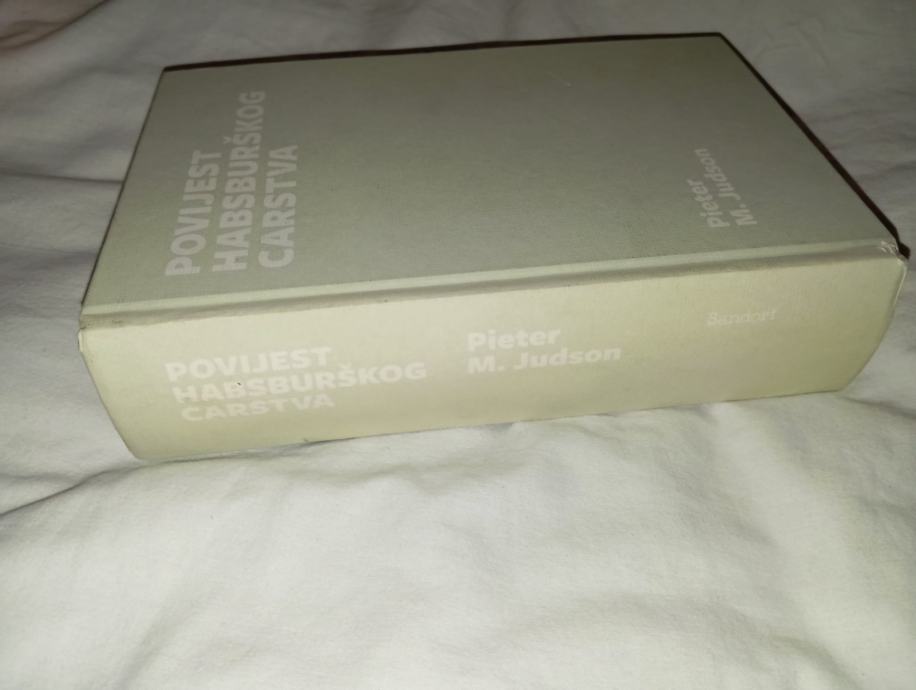 POVIJEST
HABSBURŠKOG
CARSTVA
Pieter
M. Judson
POVIJEST
HABSBURŠKOG
CARSTVA
Pieter
M. Judson
Sandorf